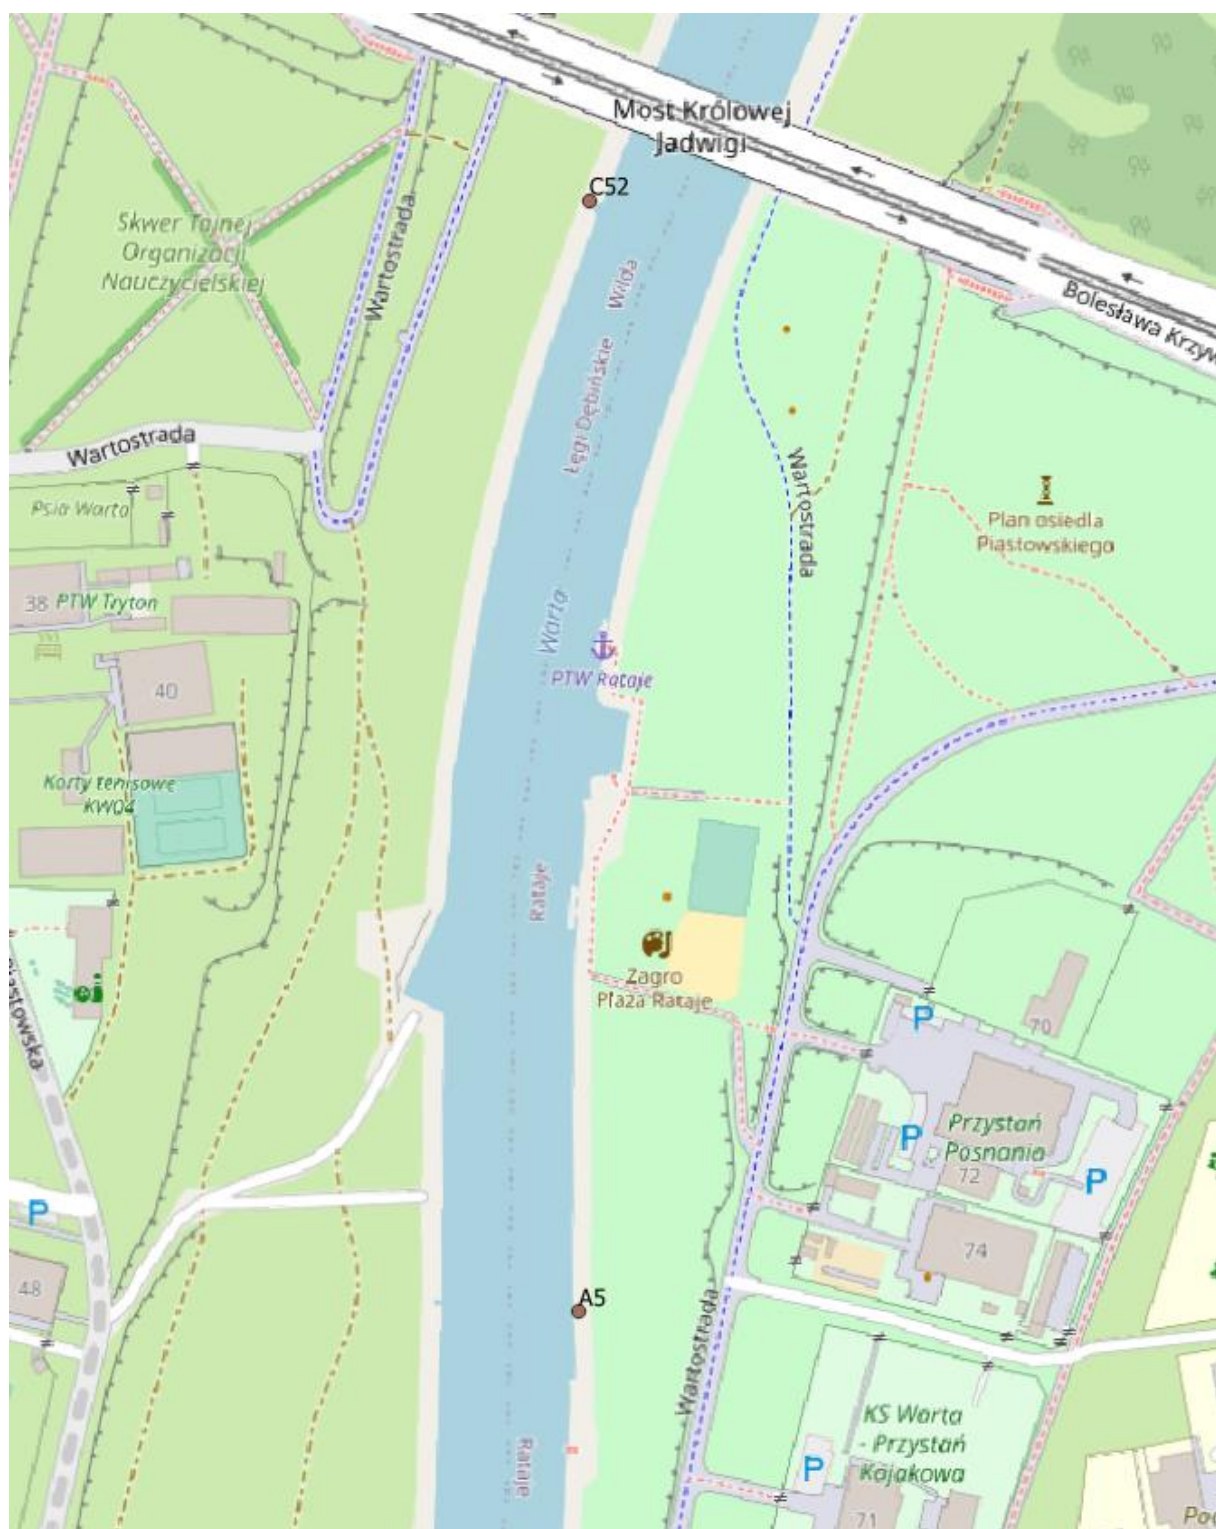 Most Królowej
Jadwigi
C52
Skwer Tajnej
Organizacji
Nauczycielskiej
Wartostrada
Wilda
Łęgi Dębińskie
Bolesława Krzyw
Wartostrada
Wartostrada
Psia Warta
Plan osiedla
Piastowskiego
38
PTW Tryton
Warta
PTW Rataje
40
Korty tenisowe
KW04
Rataje
Zagro
Plaża Rataje
P
70
Piastowska
Przystań
Posnania
P
72
P
P
74
48
A5
Wartostrada
KS Warta
- Przystań
Kajakowa
Rataje
P
71